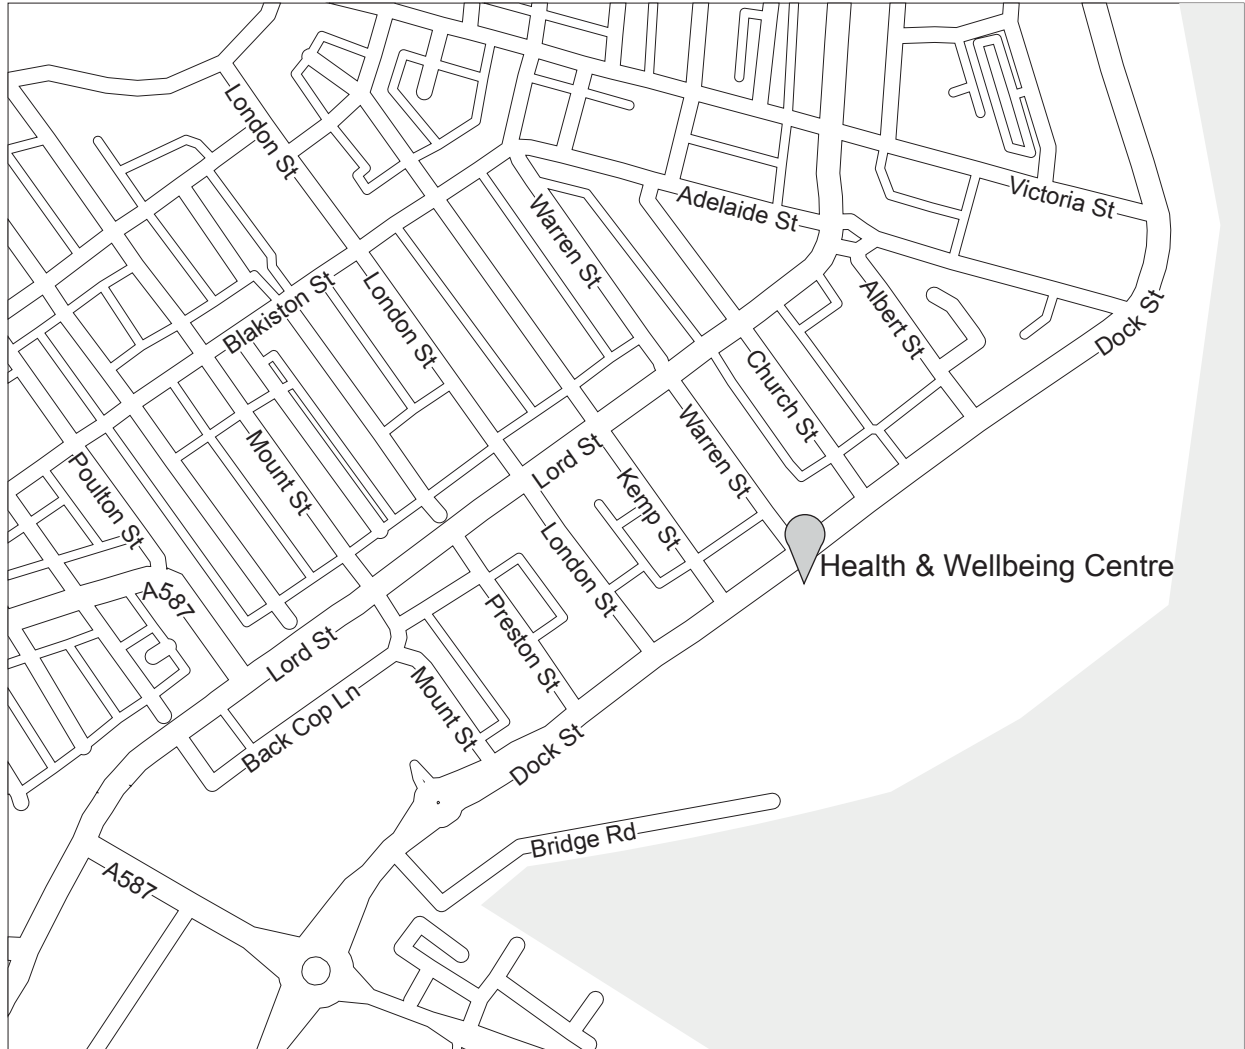 London St
Victoria St
Adelaide St
Warren St
Blakiston St
London St
Albert St
Dock St
Church St
Mount St
Poulton St
Lord St
Warren St
Kemp St
London St
Health & Wellbeing Centre
A587
Preston St
Lord St
Mount St
Back Cop Ln
Dock St
Bridge Rd
A587